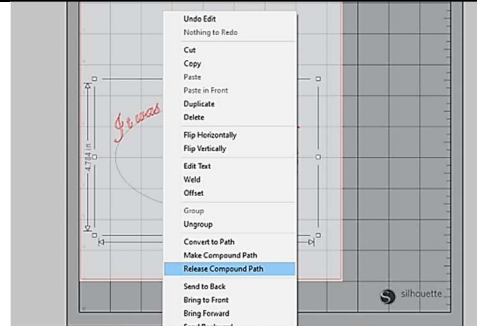 Undo Edit
Nothing to Redo
Cut
Copy
Paste
Paste in Front
Duplicate
Delete
Flip Horizontally
Flip Vertically
It was
Edit Text
Weld
Offset
4.784 in
Group
Ungroup
Convert to Path
Make Compound Path
Release Compound Path
Send to Back
Bring to Front
Bring Forward
Send Backward
silhouette